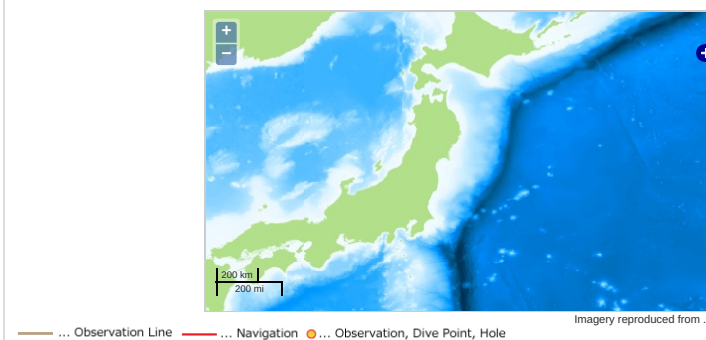 +
−
200 km
200 mi
Imagery reproduced from .
... Observation Line ... Navigation ... Observation, Dive Point, Hole